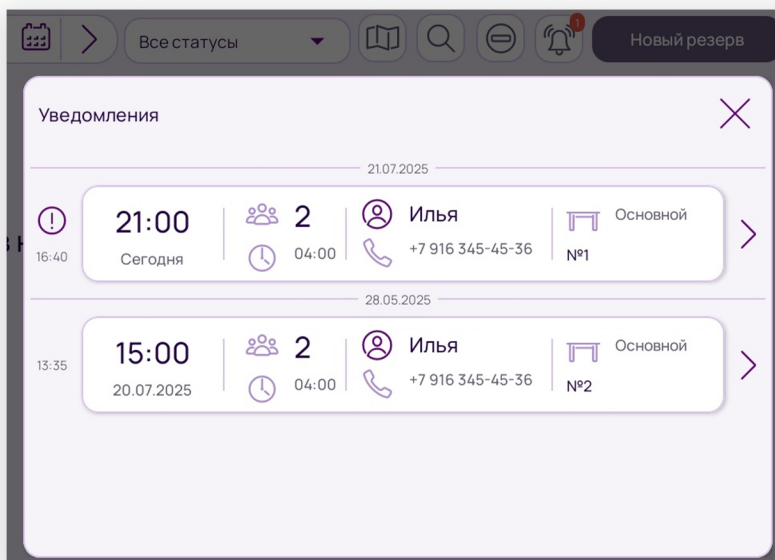 Все статусы
1
Новый резерв
Уведомления
21.07.2025
16:40
21:00
Сегодня
2
04:00
Илья
+7 916 345-45-36
Основной
№1
28.05.2025
13:35
15:00
20.07.2025
2
04:00
Илья
+7 916 345-45-36
Основной
№2